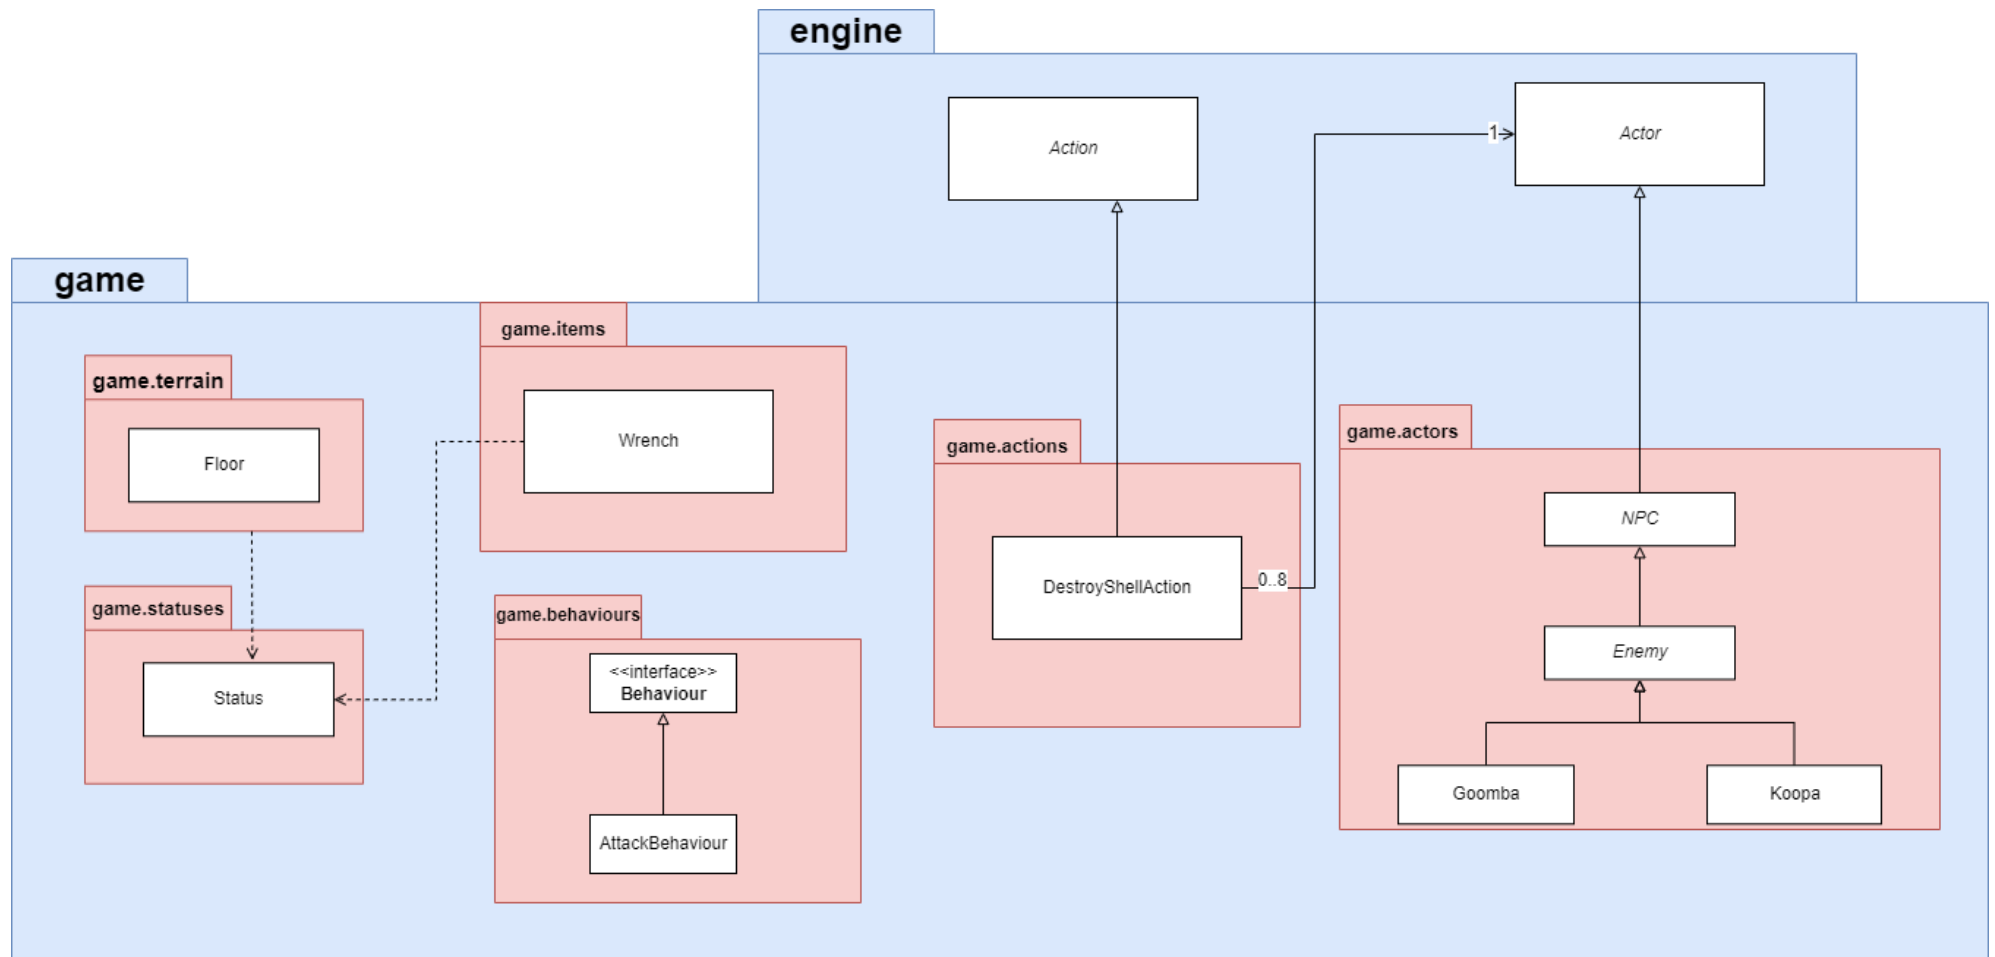 engine
Action
1
Actor
game
game.items
game.terrain
Wrench
Floor
game.actions
game.actors
NPC
DestroyShellAction
0..8
game.statuses
Status
game.behaviours
<<interface>>
Behaviour
AttackBehaviour
Enemy
Goomba
Koopa